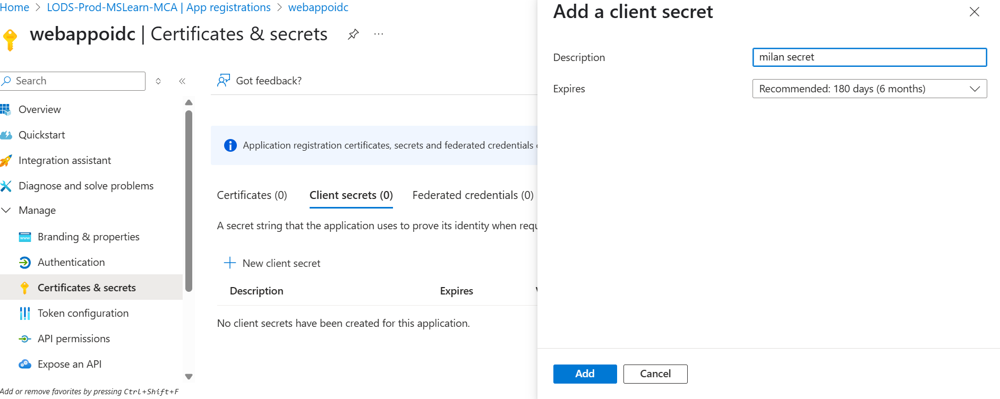 Home > LODS-Prod-MSLearn-MCA | App registrations > webappoidc
webappoidc | Certificates & secrets
Search
Overview
Quickstart
Integration assistant
Diagnose and solve problems
Manage
Branding & properties
Authentication
Certificates & secrets
Token configuration
API permissions
Expose an API
Add or remove favorites by pressing Ctrl+Shift+F
Got feedback?
Application registration certificates, secrets and federated credentials
Certificates (0) Client secrets (0) Federated credentials (0)
A secret string that the application uses to prove its identity when
New client secret
Description Expires
No client secrets have been created for this application.
Add a client secret
Description milan secret
Expires Recommended: 180 days (6 months)
Add Cancel